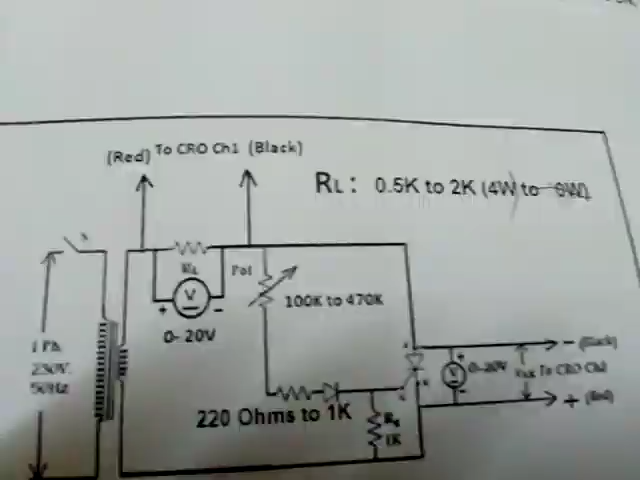 (Red) To CRO Ch1 (Black)
RL: 0.5K to 2K (4W) to
RL
Pot
100K to 470K
V
+ -
0- 20V
1 Ph
230V.
50Hz
220 Ohms to 1K
1K
V
+
-
0-20V
To CRO Ch2
- (Black)
+ (Red)